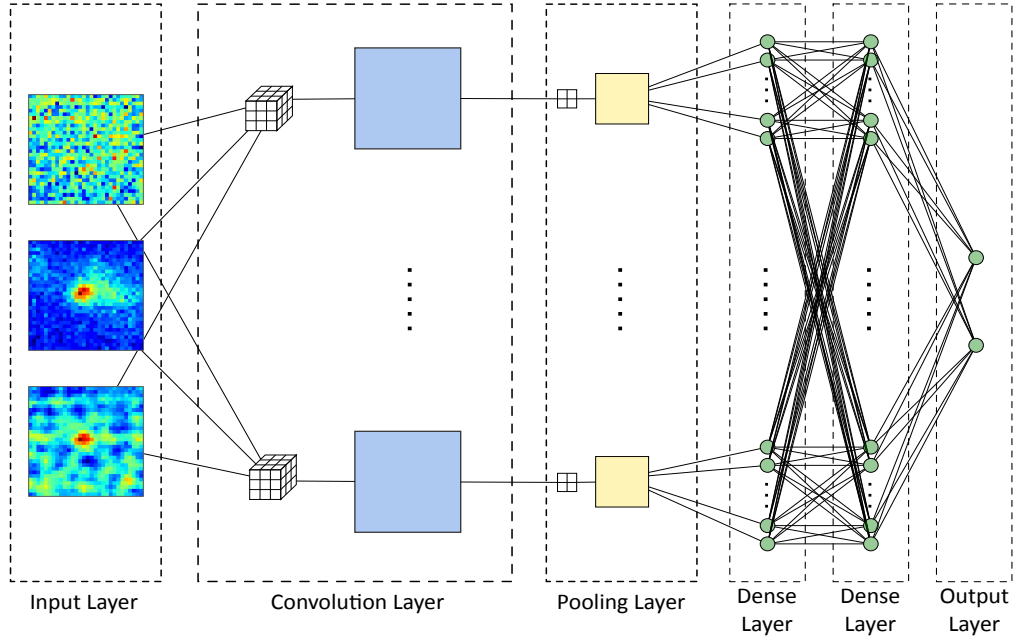 Input Layer
Convolution Layer
Pooling Layer
Dense
Layer
Dense
Layer
Output
Layer